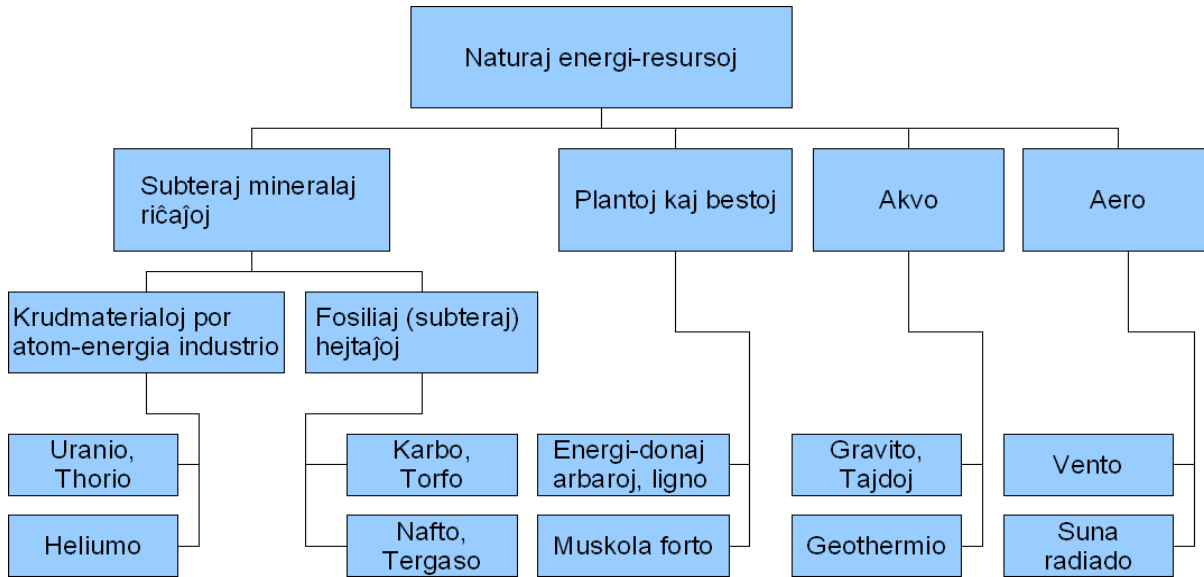 Naturaj energi-resursoj
Subteraj mineralaj
riĉaĵoj
Plantoj kaj bestoj
Akvo
Aero
Krudmaterialoj por
atom-energia industrio
Fosiliaj (subteraj)
hejtaĵoj
Uranio,
Thorio
Karbo,
Torfo
Energi-donaj
arbaroj, ligno
Gravito,
Tajdoj
Vento
Heliumo
Nafto,
Tergaso
Muskola forto
Geothermio
Suna
radiado